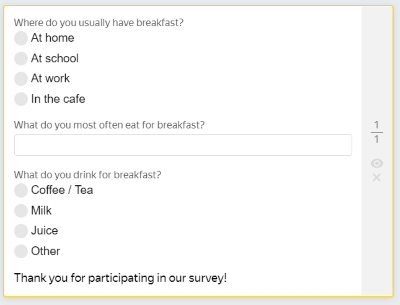 Where do you usually have breakfast?
At home
At school
At work
In the cafe
What do you most often eat for breakfast?
What do you drink for breakfast?
Coffee / Tea
Milk
Juice
Other
Thank you for participating in our survey!
1
1